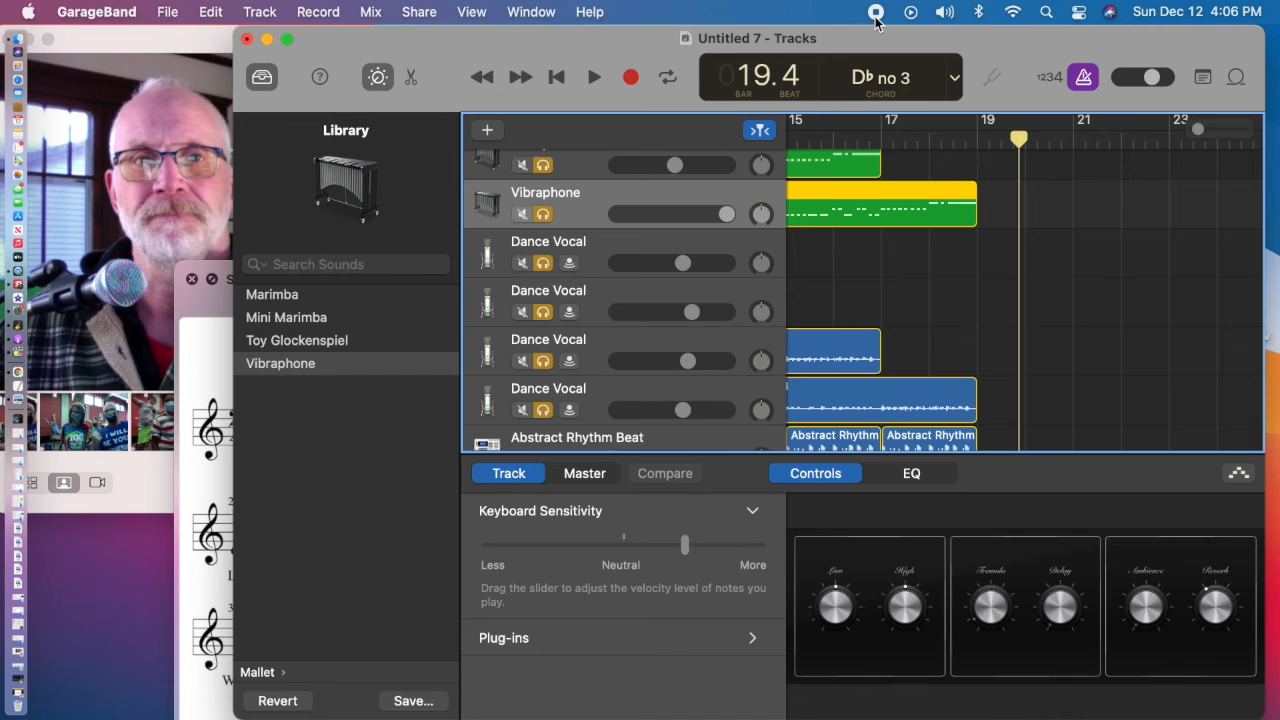 GarageBand File Edit Track Record Mix Share View Window Help Sun Dec 12 4:06 PM
Untitled 7 - Tracks
19.4 D♭ no 3 1234
BAR BEAT CHORD
Library
Search Sounds
Marimba
Mini Marimba
Toy Glockenspiel
Vibraphone
Mallet ›
Revert Save...
15 17 19 21 23
Vibraphone
Dance Vocal
Dance Vocal
Dance Vocal
Dance Vocal
Abstract Rhythm Beat
Abstract Rhythm Abstract Rhythm
Track Master Compare Controls EQ
Keyboard Sensitivity
Less Neutral More
Drag the slider to adjust the velocity level of notes you
play.
Plug-ins
Low High Tremolo Delay Ambience Reverb